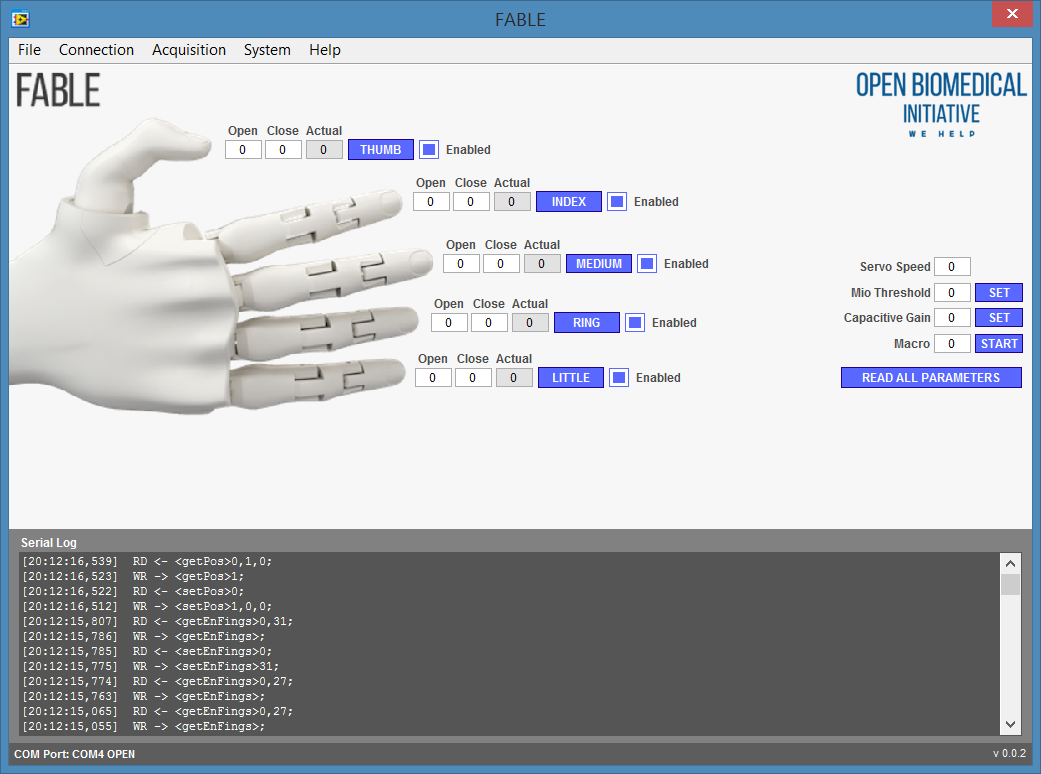 FABLE
File Connection Acquisition System Help
FABLE
OPEN BIOMEDICAL
INITIATIVE
WE HELP
Open Close Actual
0 0 0 THUMB Enabled
Open Close Actual
0 0 0 INDEX Enabled
Open Close Actual
0 0 0 MEDIUM Enabled
Open Close Actual
0 0 0 RING Enabled
Open Close Actual
0 0 0 LITTLE Enabled
Servo Speed 0
Mio Threshold 0 SET
Capacitive Gain 0 SET
Macro 0 START
READ ALL PARAMETERS
Serial Log
[20:12:16,539] RD <- <getPos>0,1,0;
[20:12:16,523] WR -> <getPos>1;
[20:12:16,522] RD <- <setPos>0;
[20:12:16,512] WR -> <setPos>1,0,0;
[20:12:15,807] RD <- <getEnFings>0,31;
[20:12:15,786] WR -> <getEnFings>;
[20:12:15,785] RD <- <setEnFings>0;
[20:12:15,775] WR -> <setEnFings>31;
[20:12:15,774] RD <- <getEnFings>0,27;
[20:12:15,763] WR -> <getEnFings>;
[20:12:15,065] RD <- <getEnFings>0,27;
[20:12:15,055] WR -> <getEnFings>;
COM Port: COM4 OPEN
v 0.0.2